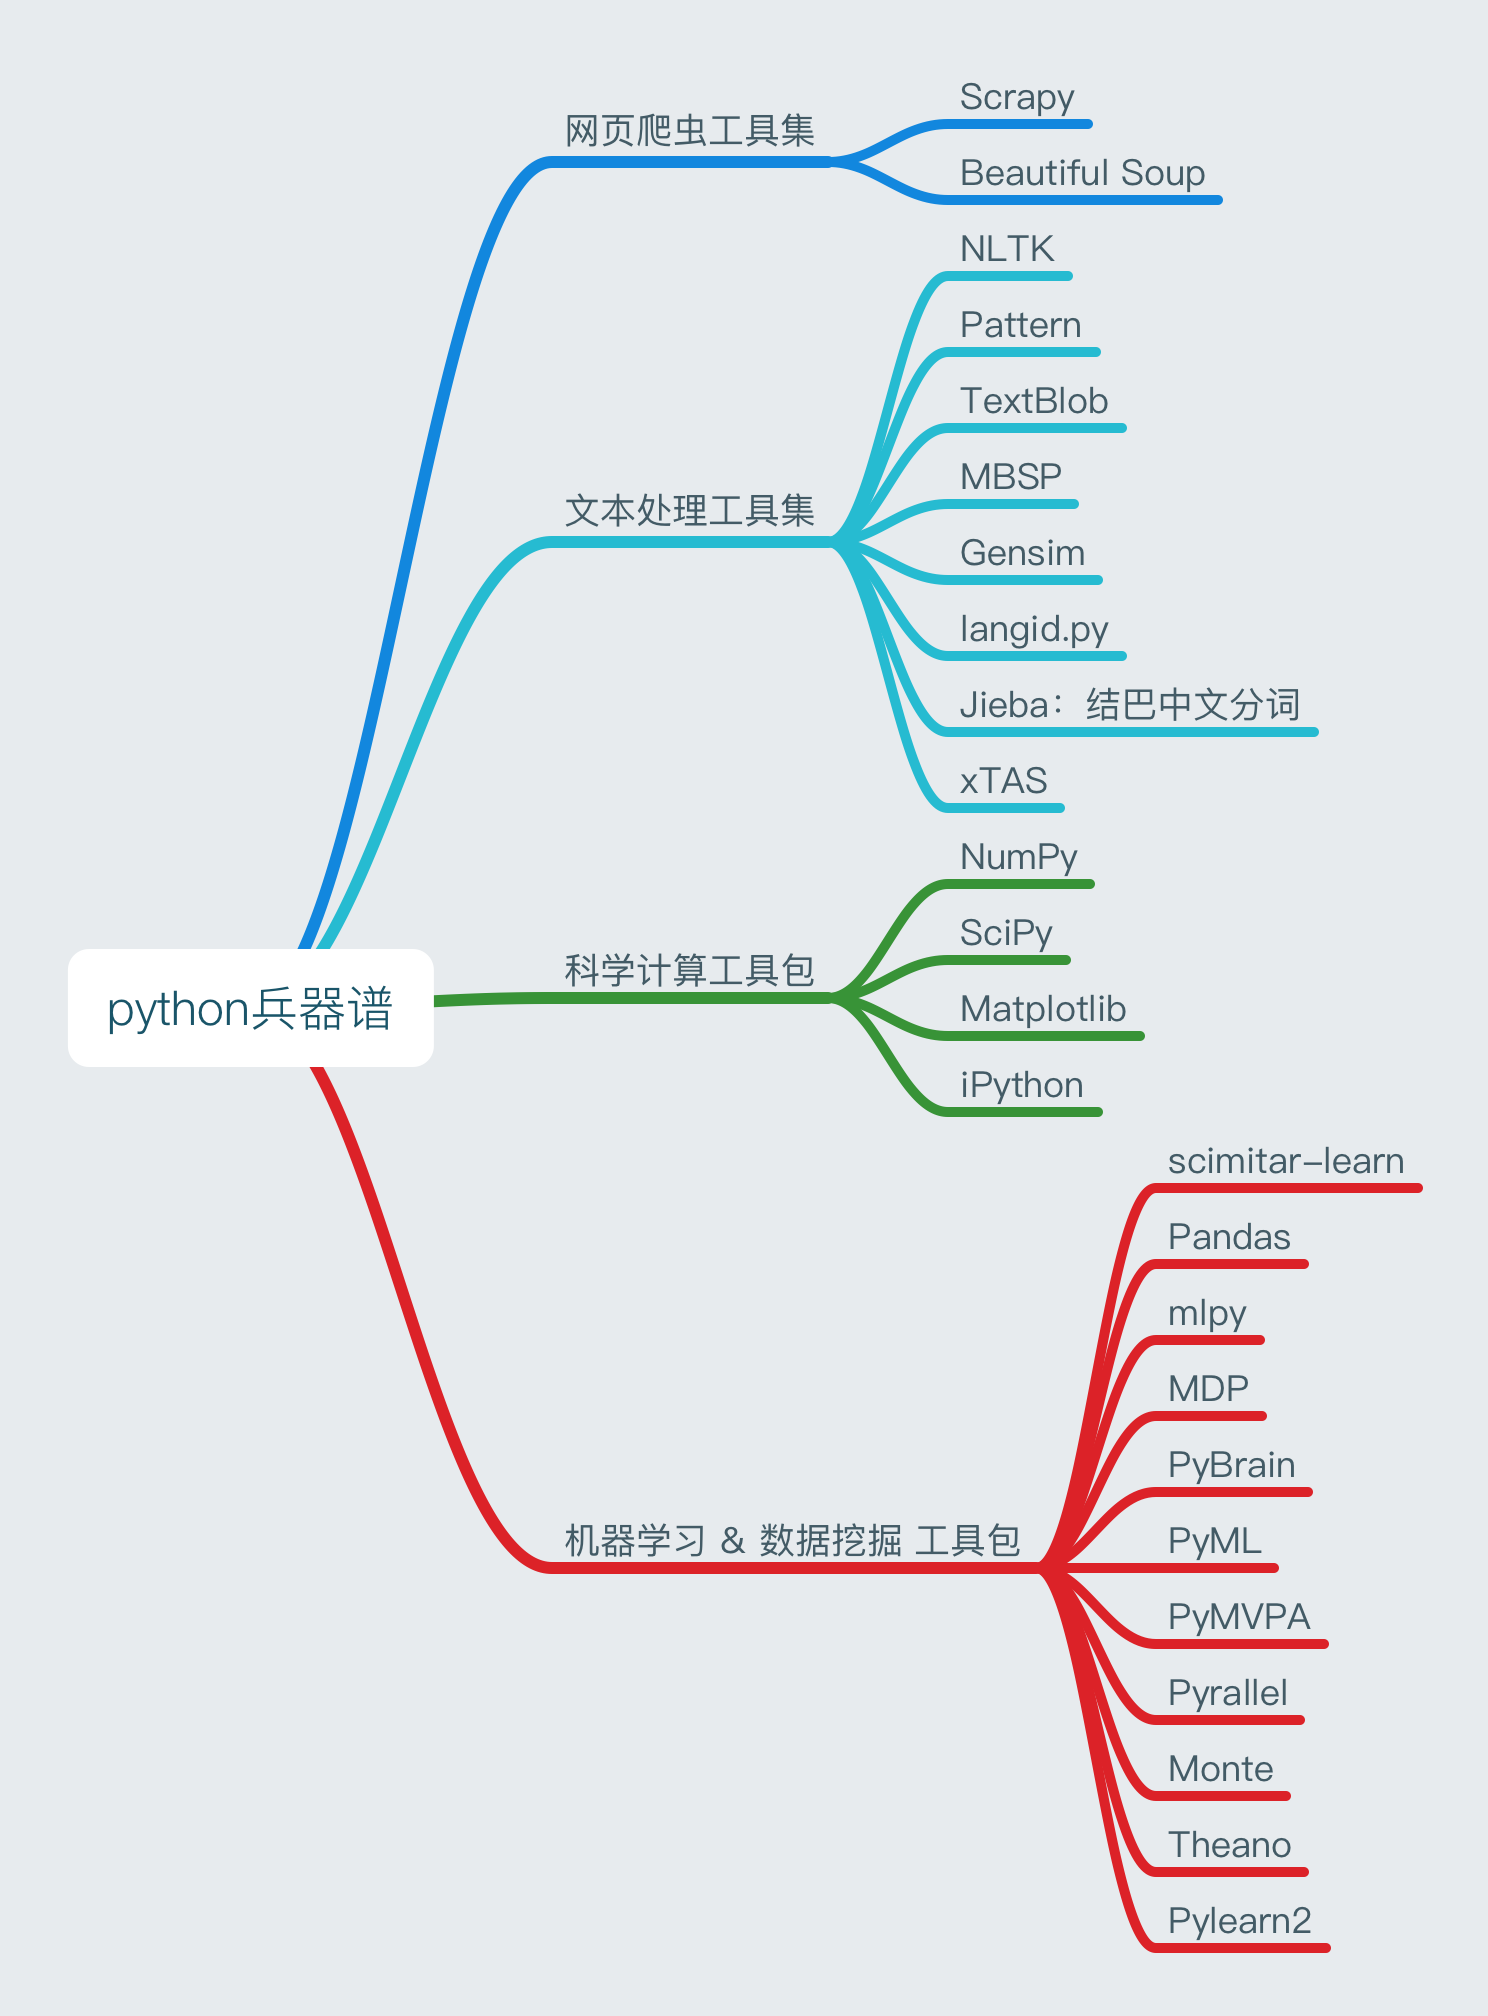 python兵器谱
网页爬虫工具集
Scrapy
Beautiful Soup
文本处理工具集
NLTK
Pattern
TextBlob
MBSP
Gensim
langid.py
Jieba：结巴中文分词
xTAS
科学计算工具包
NumPy
SciPy
Matplotlib
iPython
机器学习 & 数据挖掘 工具包
scimitar-learn
Pandas
mlpy
MDP
PyBrain
PyML
PyMVPA
Pyrallel
Monte
Theano
Pylearn2